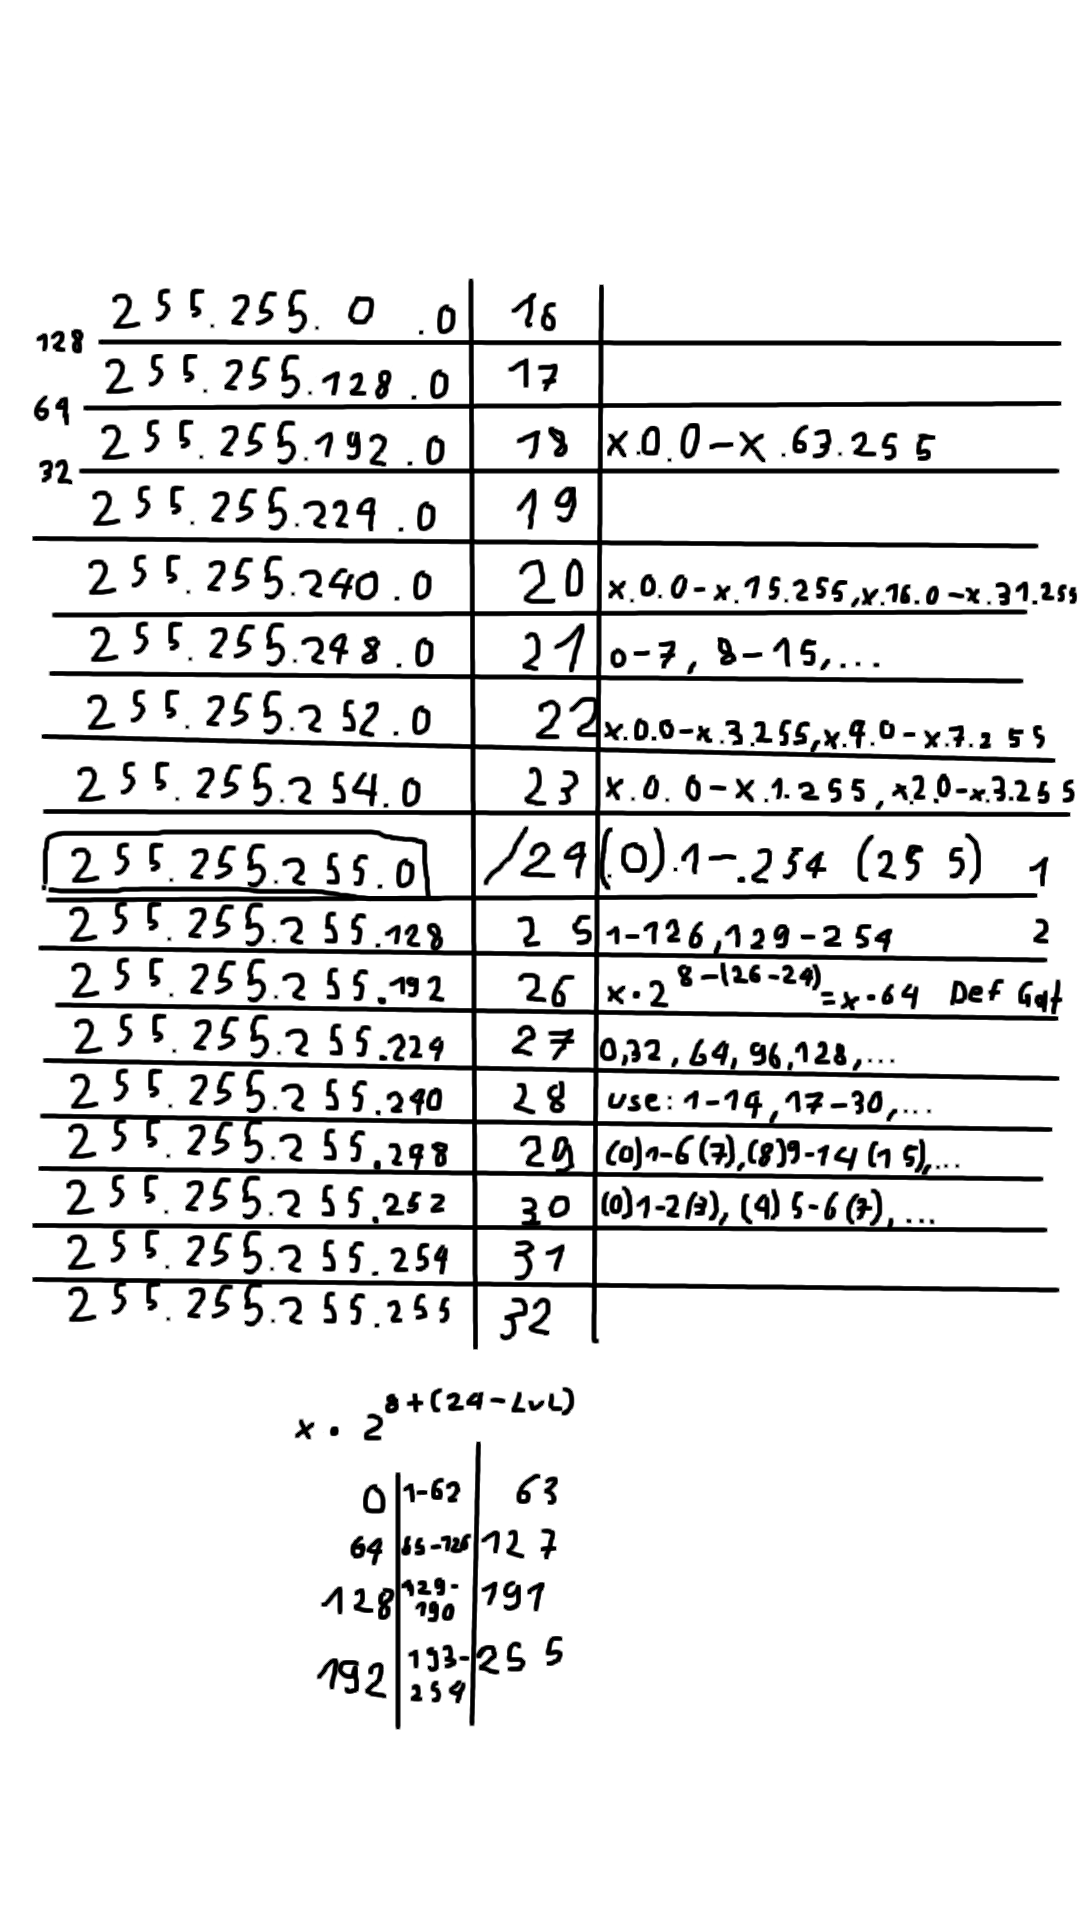 255.255.0.0 16
128
255.255.128.0 17
64
255.255.192.0 18 x.0.0-x.63.255
32
255.255.224.0 19
255.255.240.0 20 x.0.0-x.15.255,x.16.0-x.31.255
255.255.248.0 21 0-7, 8-15,...
255.255.252.0 22 x.0.0-x.3.255,x.4.0-x.7.255
255.255.254.0 23 x.0.0-x.1.255,x2.0-x.3.255
255.255.255.0 /24 (.0).1-.254 (255) 1
255.255.255.128 25 1-126,129-254 2
255.255.255.192 26 x·2^8-(26-24)=x·64 Def Gat
255.255.255.224 27 0,32,64,96,128,...
255.255.255.240 28 use: 1-14,17-30,...
255.255.255.248 29 (0)1-6(7),(8)9-14(15),...
255.255.255.252 30 (0)1-2(3), (4) 5-6(7), ...
255.255.255.254 31
255.255.255.255 32
x · 2^8+(24-LvL)
0 1-62 63
64 65-126 127
128 129-190 191
192 193-254 255